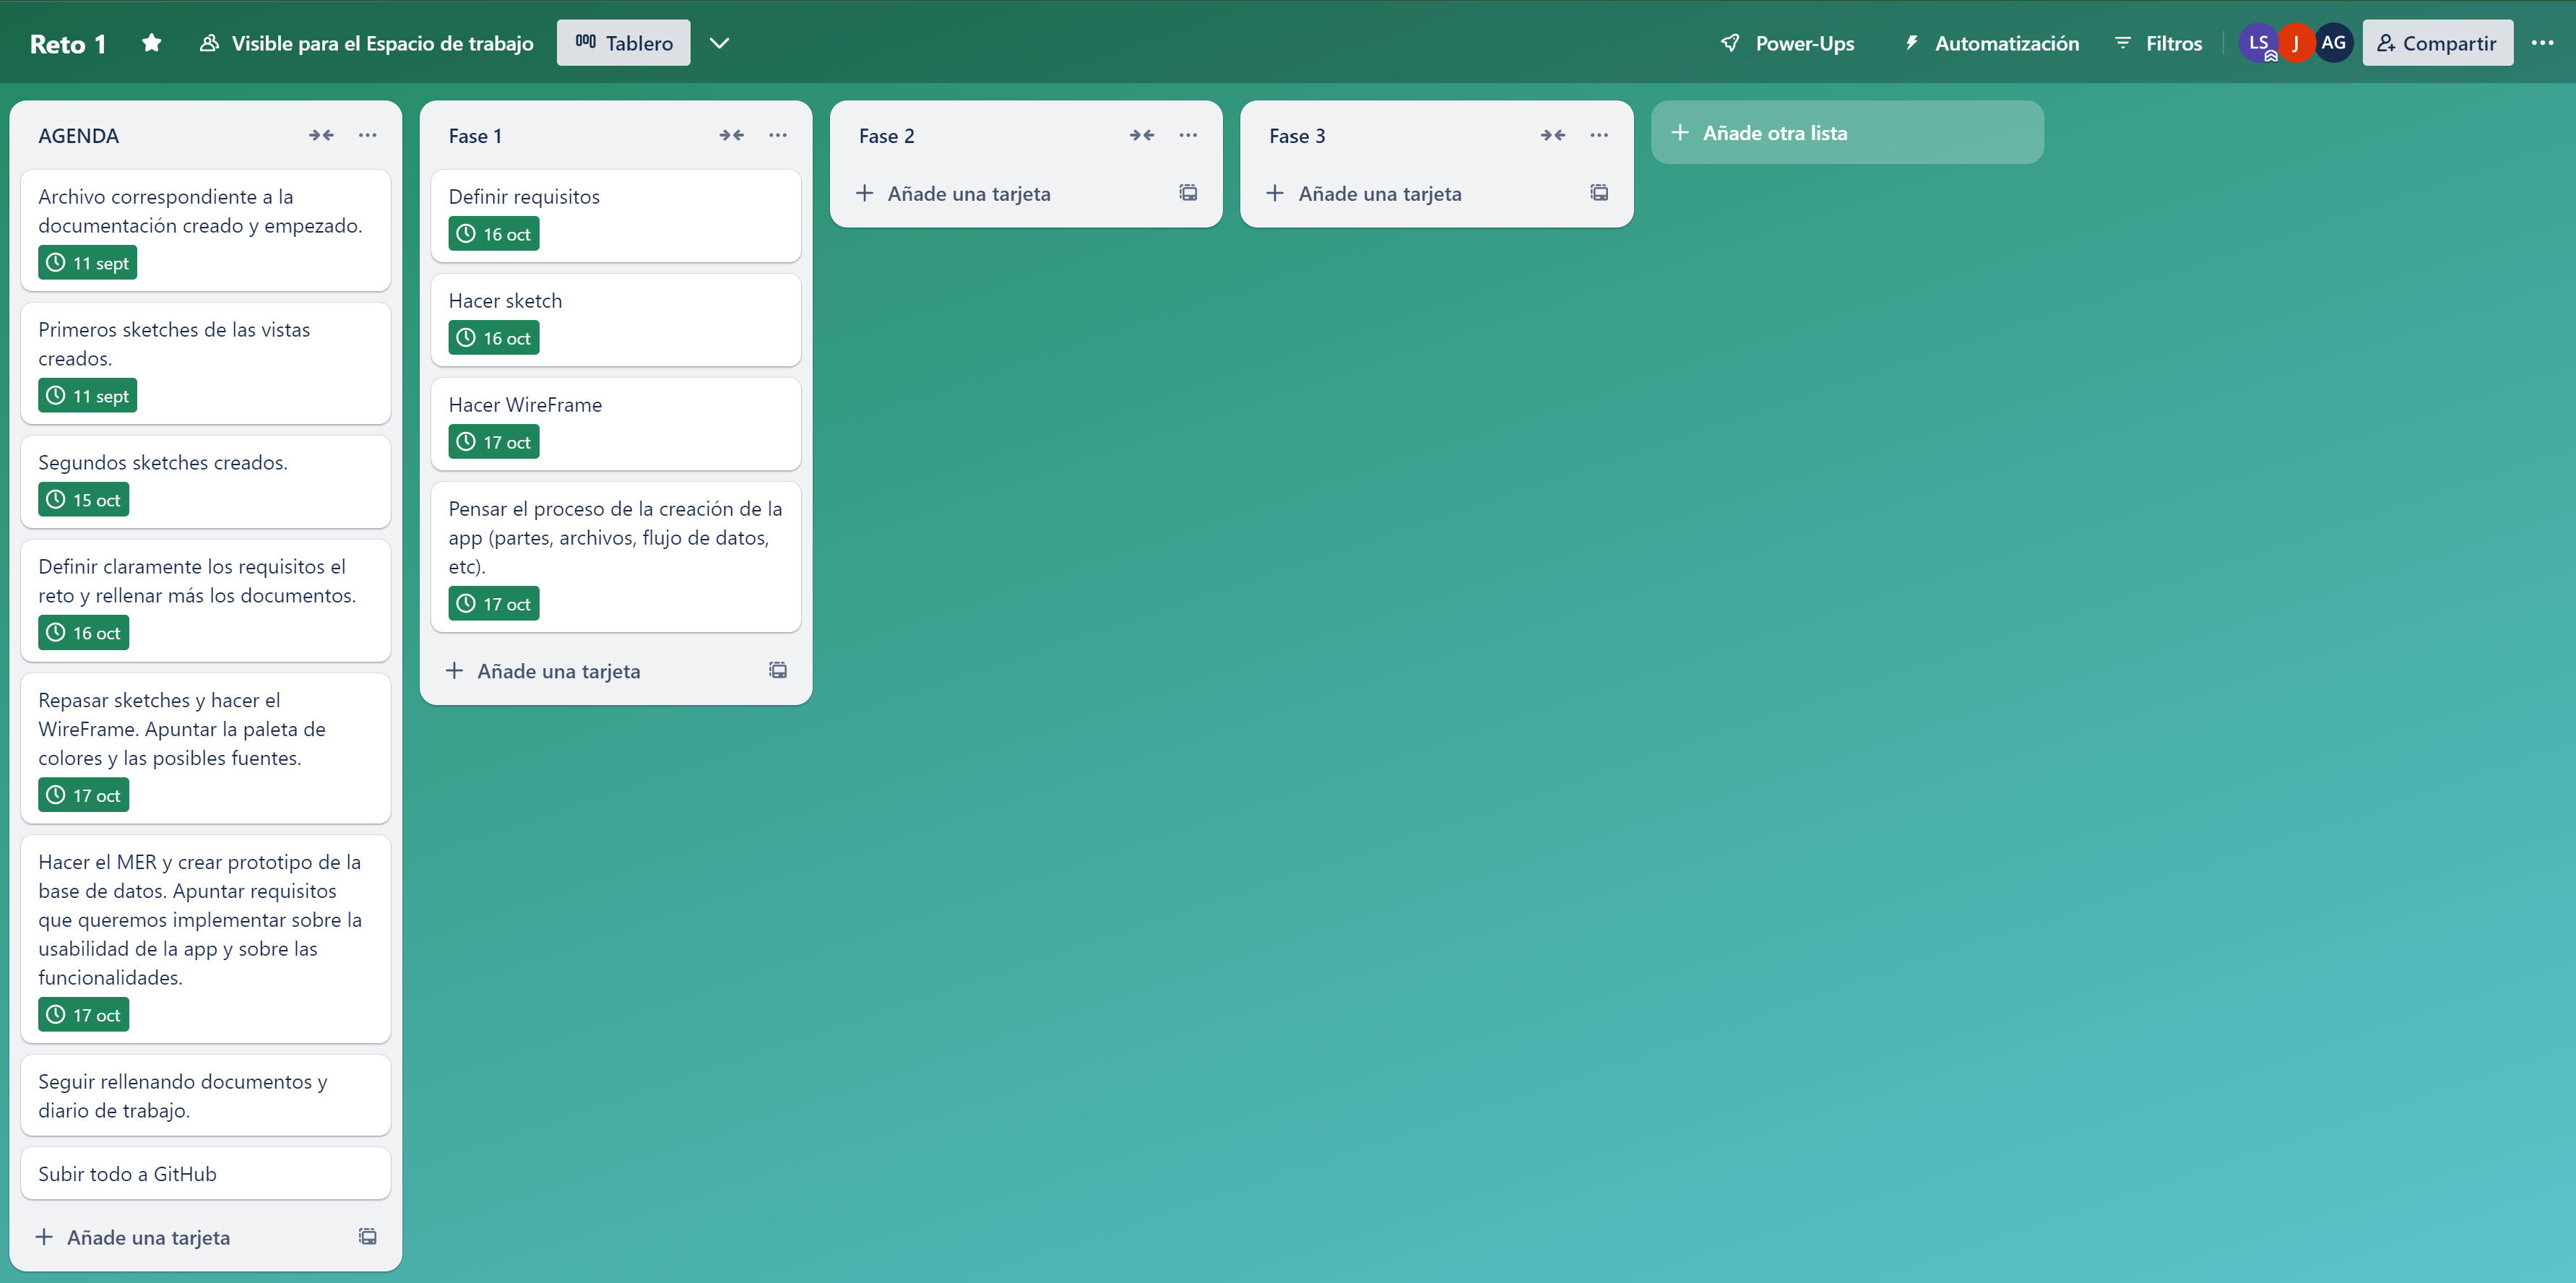 Reto 1
Visible para el Espacio de trabajo
Tablero
Power-Ups
Automatización
Filtros
LS
J
AG
Compartir
AGENDA
Archivo correspondiente a la
documentación creado y empezado.
11 sept
Primeros sketches de las vistas
creados.
11 sept
Segundos sketches creados.
15 oct
Definir claramente los requisitos el
reto y rellenar más los documentos.
16 oct
Repasar sketches y hacer el
WireFrame. Apuntar la paleta de
colores y las posibles fuentes.
17 oct
Hacer el MER y crear prototipo de la
base de datos. Apuntar requisitos
que queremos implementar sobre la
usabilidad de la app y sobre las
funcionalidades.
17 oct
Seguir rellenando documentos y
diario de trabajo.
Subir todo a GitHub
Añade una tarjeta
Fase 1
Definir requisitos
16 oct
Hacer sketch
16 oct
Hacer WireFrame
17 oct
Pensar el proceso de la creación de la
app (partes, archivos, flujo de datos,
etc).
17 oct
Añade una tarjeta
Fase 2
Añade una tarjeta
Fase 3
Añade una tarjeta
Añade otra lista